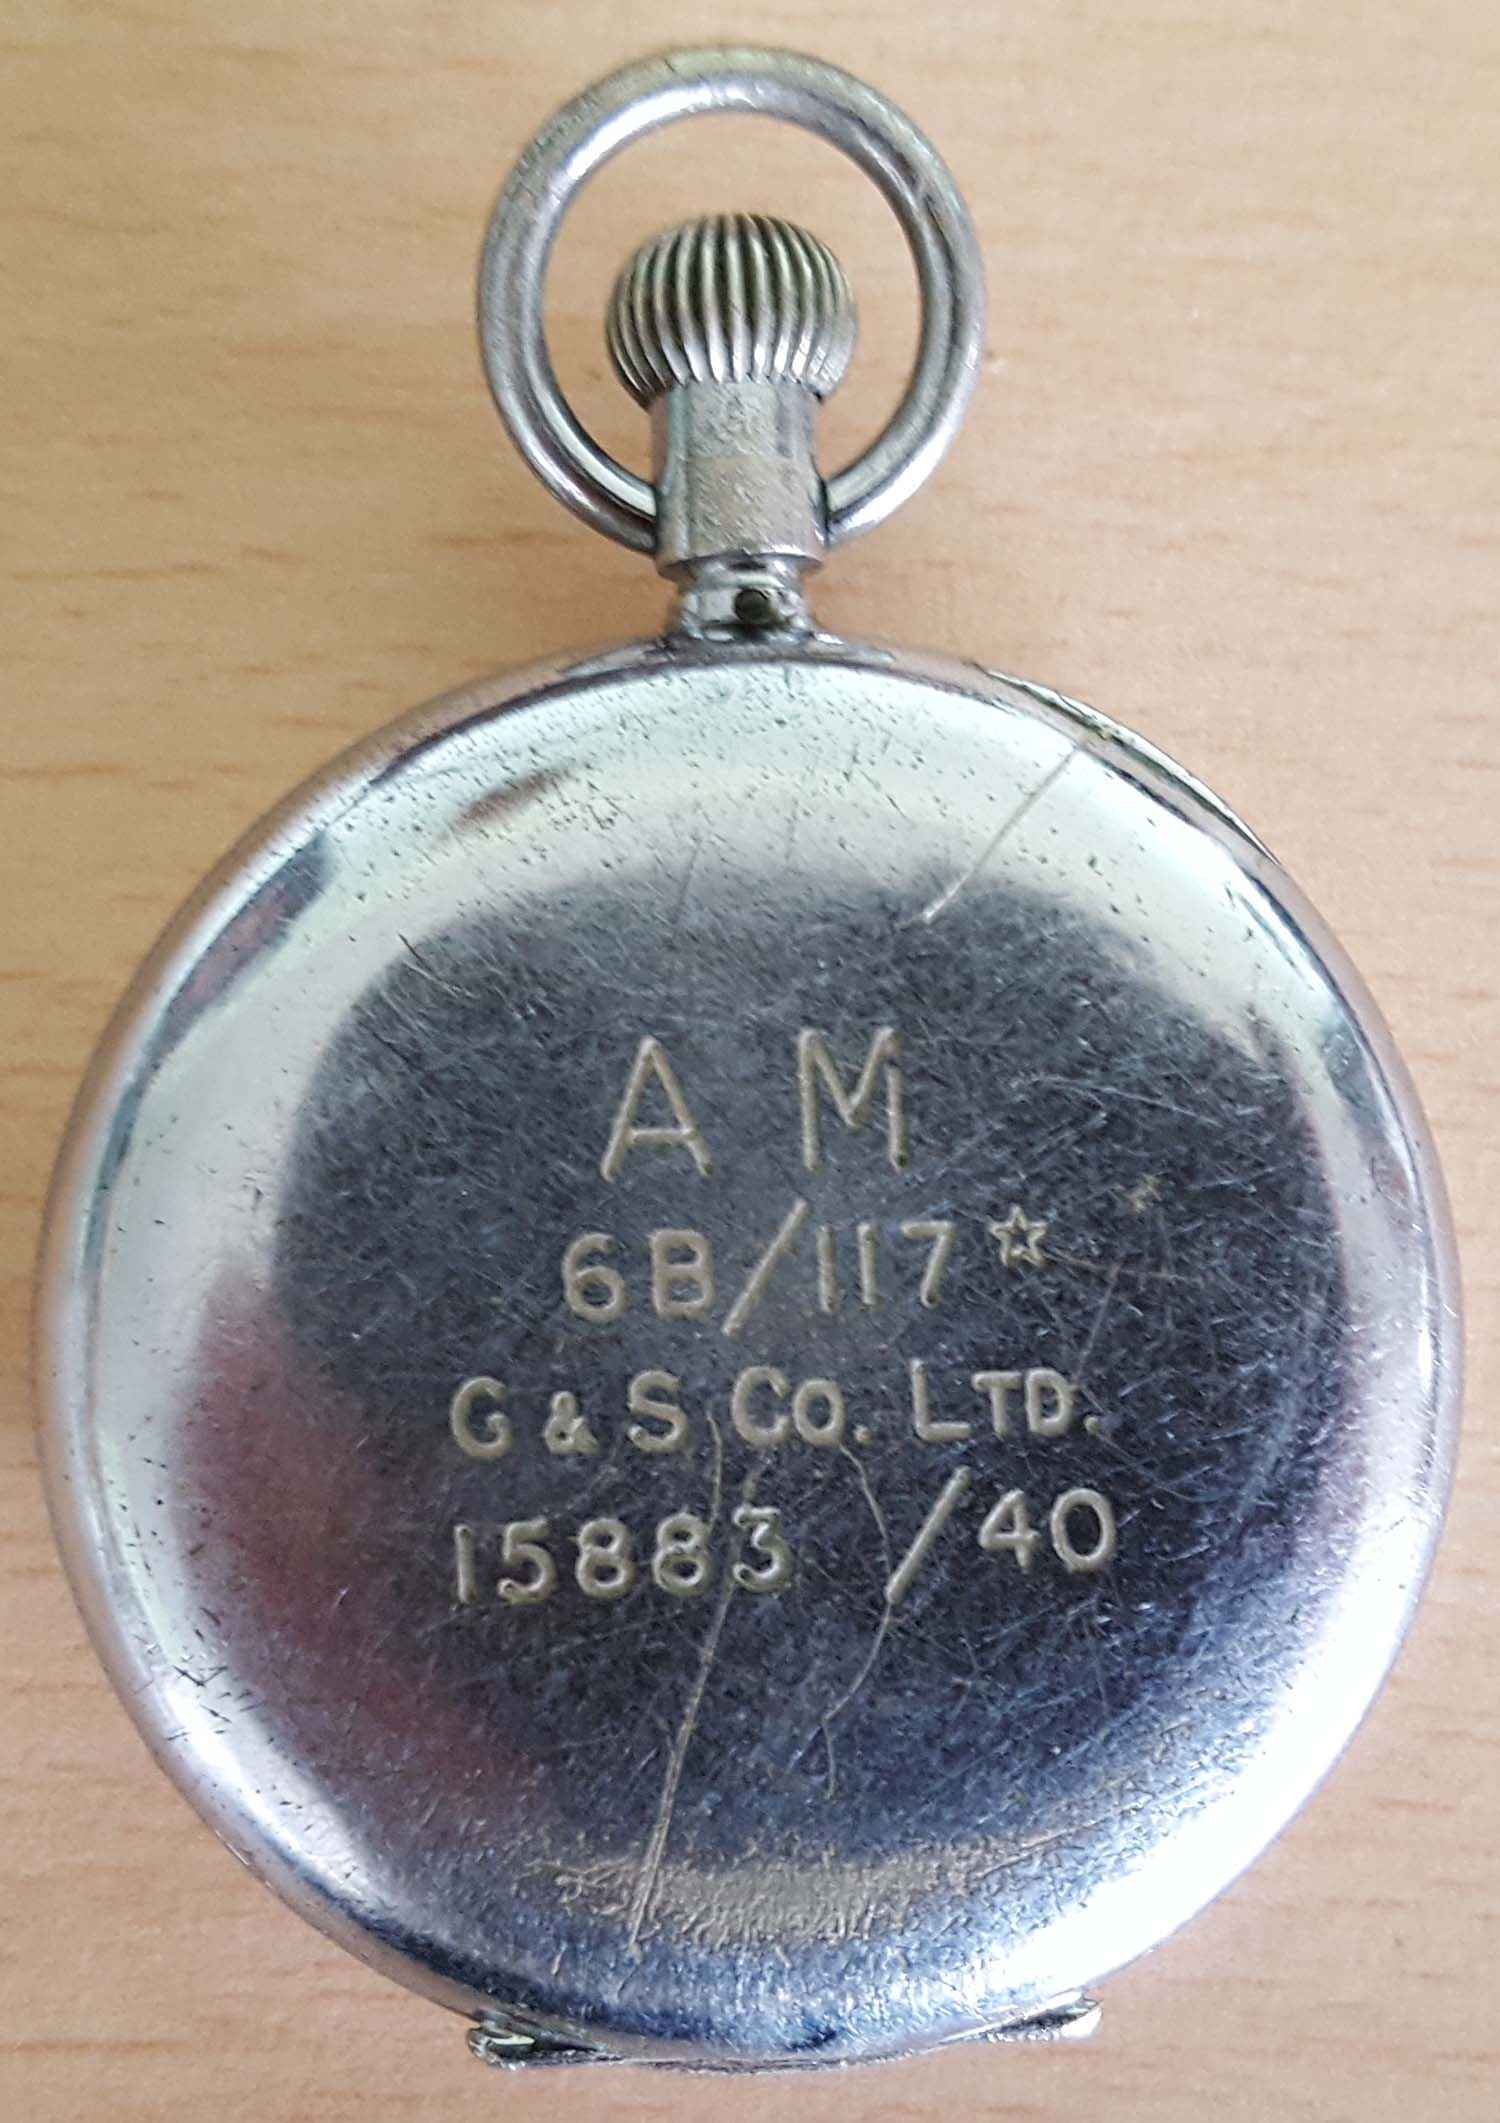 A M
6B/117☆
G & S Co. LTD.
15883 /40